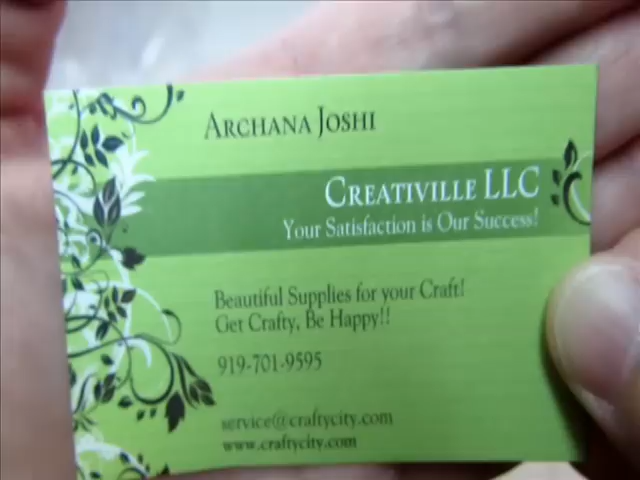 Archana Joshi
Creativille LLC
Your Satisfaction is Our Success!
Beautiful Supplies for your Craft!
Get Crafty, Be Happy!!
919-701-9595
service@craftycity.com
www.craftycity.com